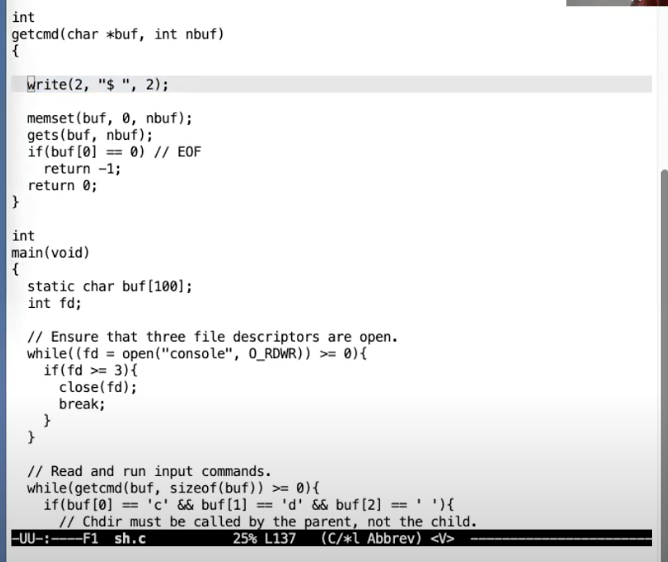 int
getcmd(char *buf, int nbuf)
{
write(2, "$ ", 2);
memset(buf, 0, nbuf);
gets(buf, nbuf);
if(buf[0] == 0) // EOF
return -1;
return 0;
}
int
main(void)
{
static char buf[100];
int fd;
// Ensure that three file descriptors are open.
while((fd = open("console", O_RDWR)) >= 0){
if(fd >= 3){
close(fd);
break;
}
}
// Read and run input commands.
while(getcmd(buf, sizeof(buf)) >= 0){
if(buf[0] == 'c' && buf[1] == 'd' && buf[2] == ' '){
// Chdir must be called by the parent, not the child.
-UU-:----F1 sh.c 25% L137 (C/*l Abbrev) <V> ----------------------